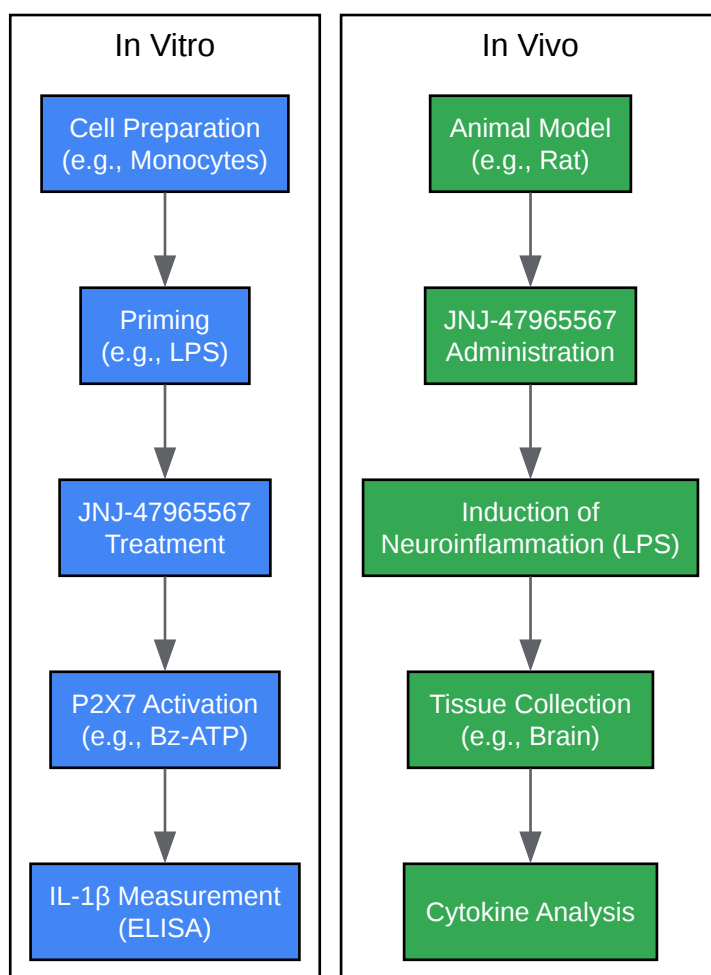 In Vitro
Cell Preparation
(e.g., Monocytes)
Priming
(e.g., LPS)
JNJ-47965567
Treatment
P2X7 Activation
(e.g., Bz-ATP)
IL-1β Measurement
(ELISA)
In Vivo
Animal Model
(e.g., Rat)
JNJ-47965567
Administration
Induction of
Neuroinflammation (LPS)
Tissue Collection
(e.g., Brain)
Cytokine Analysis